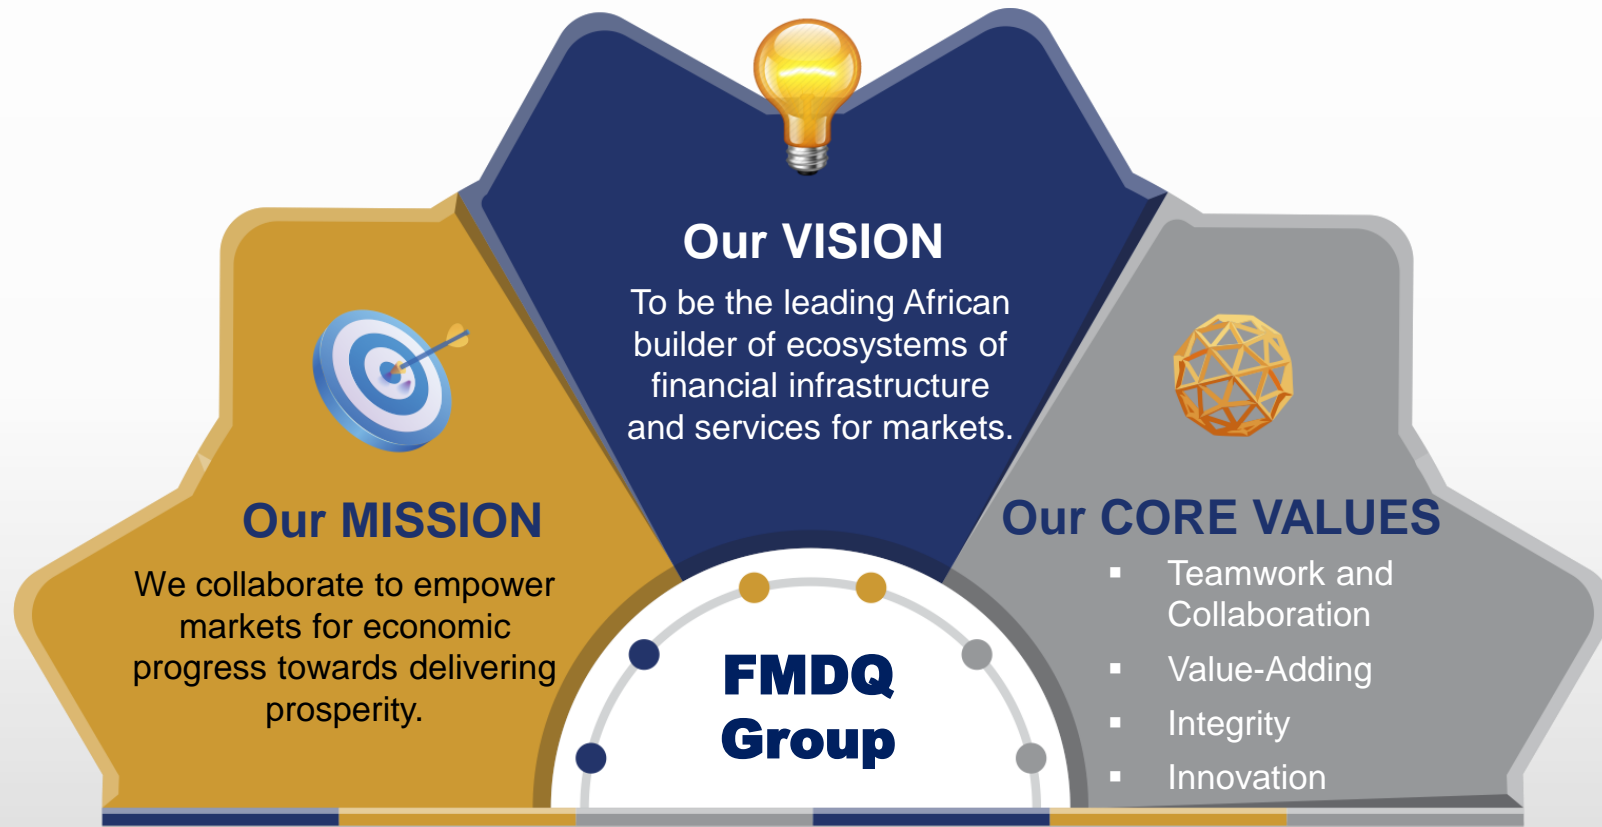 Our VISION
To be the leading African
builder of ecosystems of
financial infrastructure
and services for markets.
Our MISSION
We collaborate to empower
markets for economic
progress towards delivering
prosperity.
Our CORE VALUES
▪ Teamwork and
Collaboration
▪ Value-Adding
▪ Integrity
▪ Innovation
FMDQ
Group